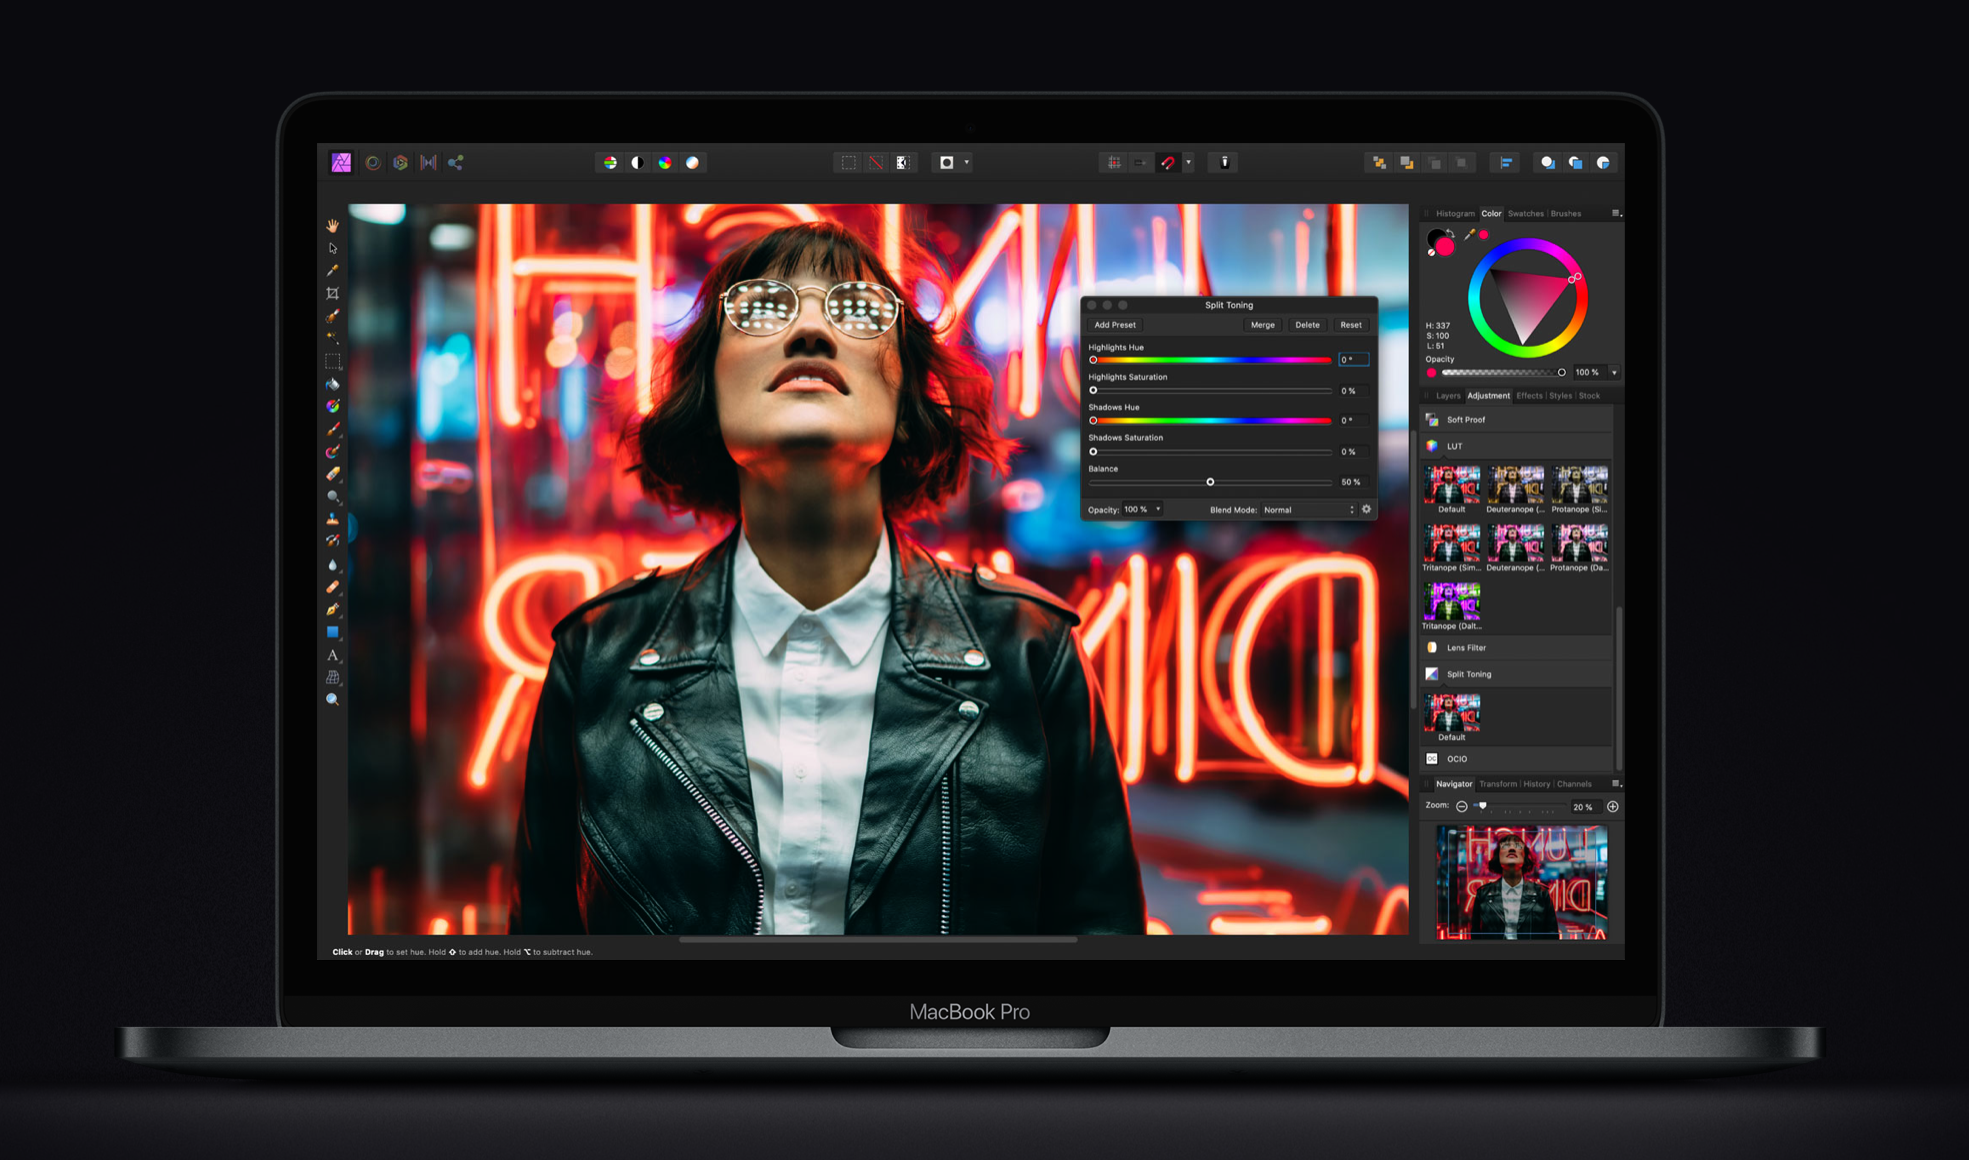 Histogram Color Swatches Brushes
H: 337
S: 100
L: 51
Opacity
100 %
Split Toning
Add Preset Merge Delete Reset
Highlights Hue
0 °
Highlights Saturation
0 %
Shadows Hue
0 °
Shadows Saturation
0 %
Balance
50 %
Opacity: 100 % Blend Mode: Normal
Layers Adjustment Effects Styles Stock
Soft Proof
LUT
Default Deuteranope (... Protanope (Si...
Tritanope (Sim... Deuteranope (... Protanope (Da...
Tritanope (Dalt...
Lens Filter
Split Toning
Default
OCIO
Navigator Transform History Channels
Zoom: 20 %
Click or Drag to set hue. Hold ⇧ to add hue. Hold ⌥ to subtract hue.
MacBook Pro